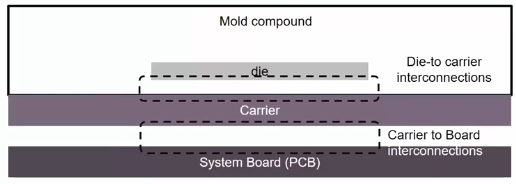 Mold compound
die
Die-to carrier
interconnections
Carrier
Carrier to Board
interconnections
System Board (PCB)